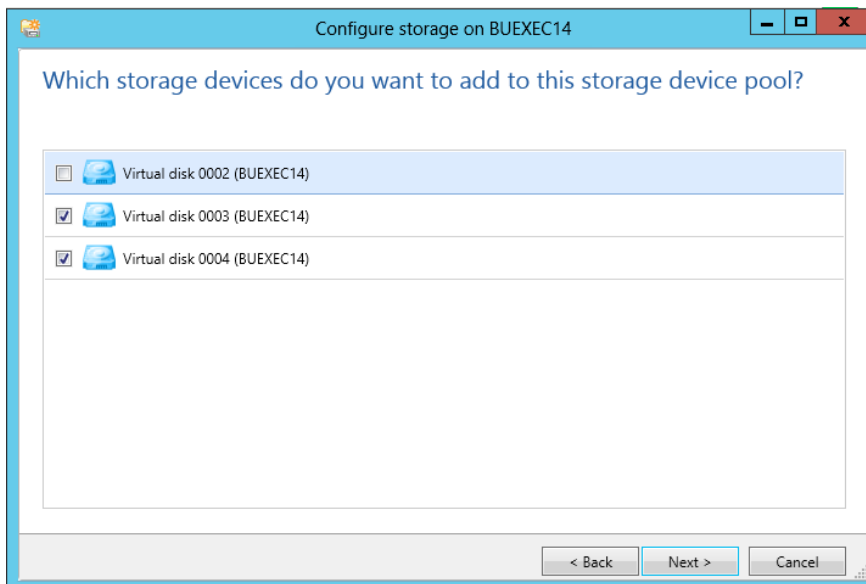 Configure storage on BUEXEC14
Which storage devices do you want to add to this storage device pool?
Virtual disk 0002 (BUEXEC14)
Virtual disk 0003 (BUEXEC14)
Virtual disk 0004 (BUEXEC14)
< Back Next > Cancel